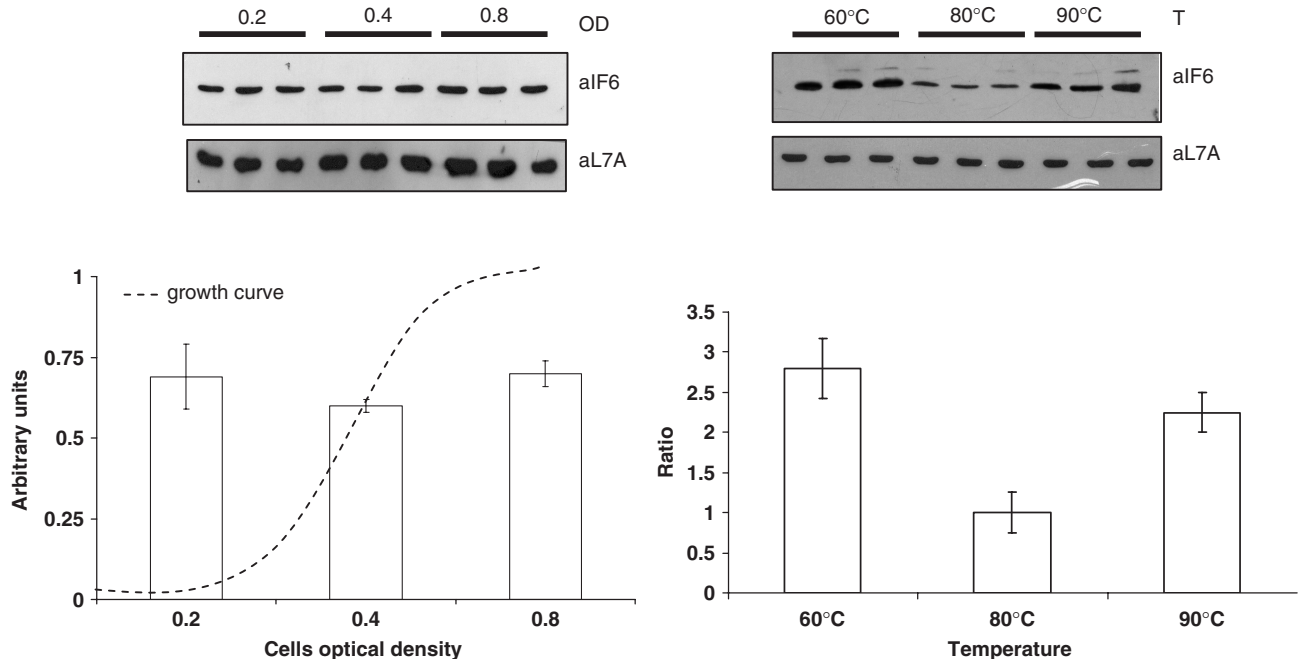 0.2 0.4 0.8 OD
aIF6
aL7A
60°C 80°C 90°C T
aIF6
aL7A
1
0.75
0.5
0.25
0
Arbitrary units
growth curve
0.2 0.4 0.8
Cells optical density
3.5
3
2.5
2
1.5
1
0.5
0
Ratio
60°C 80°C 90°C
Temperature